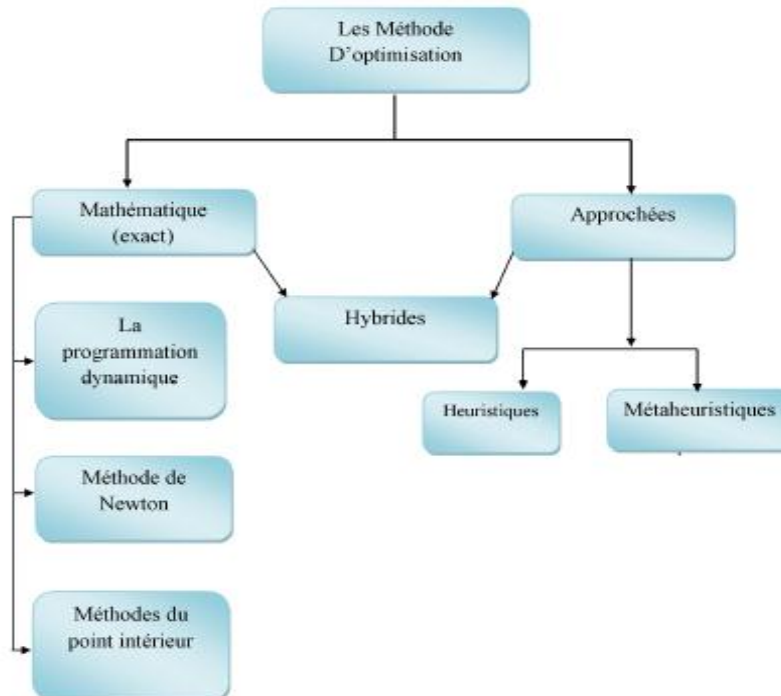 Les Méthode
D'optimisation
Mathématique
(exact)
Approchées
Hybrides
La
programmation
dynamique
Heuristiques
Métaheuristiques
Méthode de
Newton
Méthodes du
point intérieur